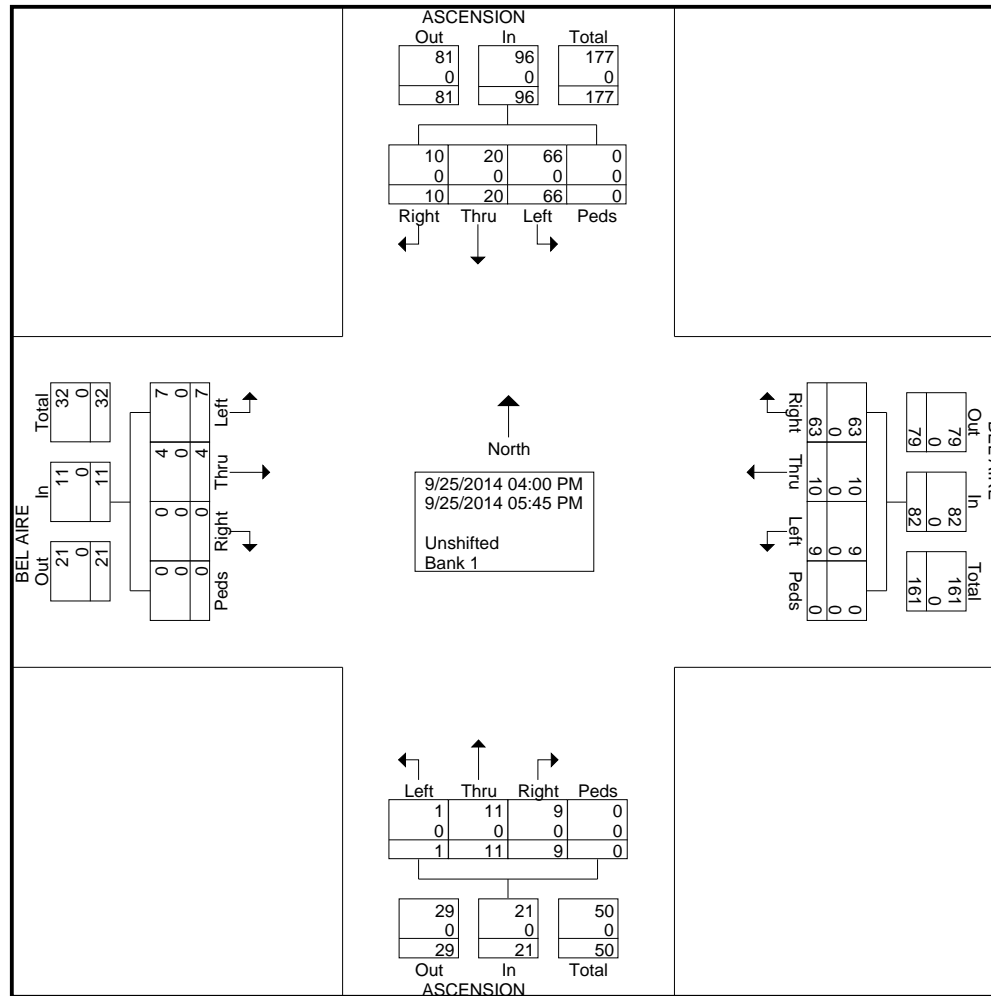 ASCENSION
Out In Total
81 96 177
0 0 0
81 96 177
10 20 66 0
0 0 0 0
10 20 66 0
Right Thru Left Peds
BEL AIRE
Total In Out
32 11 21
0 0 0
32 11 21
7 4 0 0
0 0 0 0
7 4 0 0
Left Thru Right Peds
North
9/25/2014 04:00 PM
9/25/2014 05:45 PM
Unshifted
Bank 1
BEL AIRE
Out In Total
79 82 161
0 0 0
79 82 161
63 10 9 0
0 0 0 0
63 10 9 0
Right Thru Left Peds
Left Thru Right Peds
1 11 9 0
0 0 0 0
1 11 9 0
29 21 50
0 0 0
29 21 50
Out In Total
ASCENSION